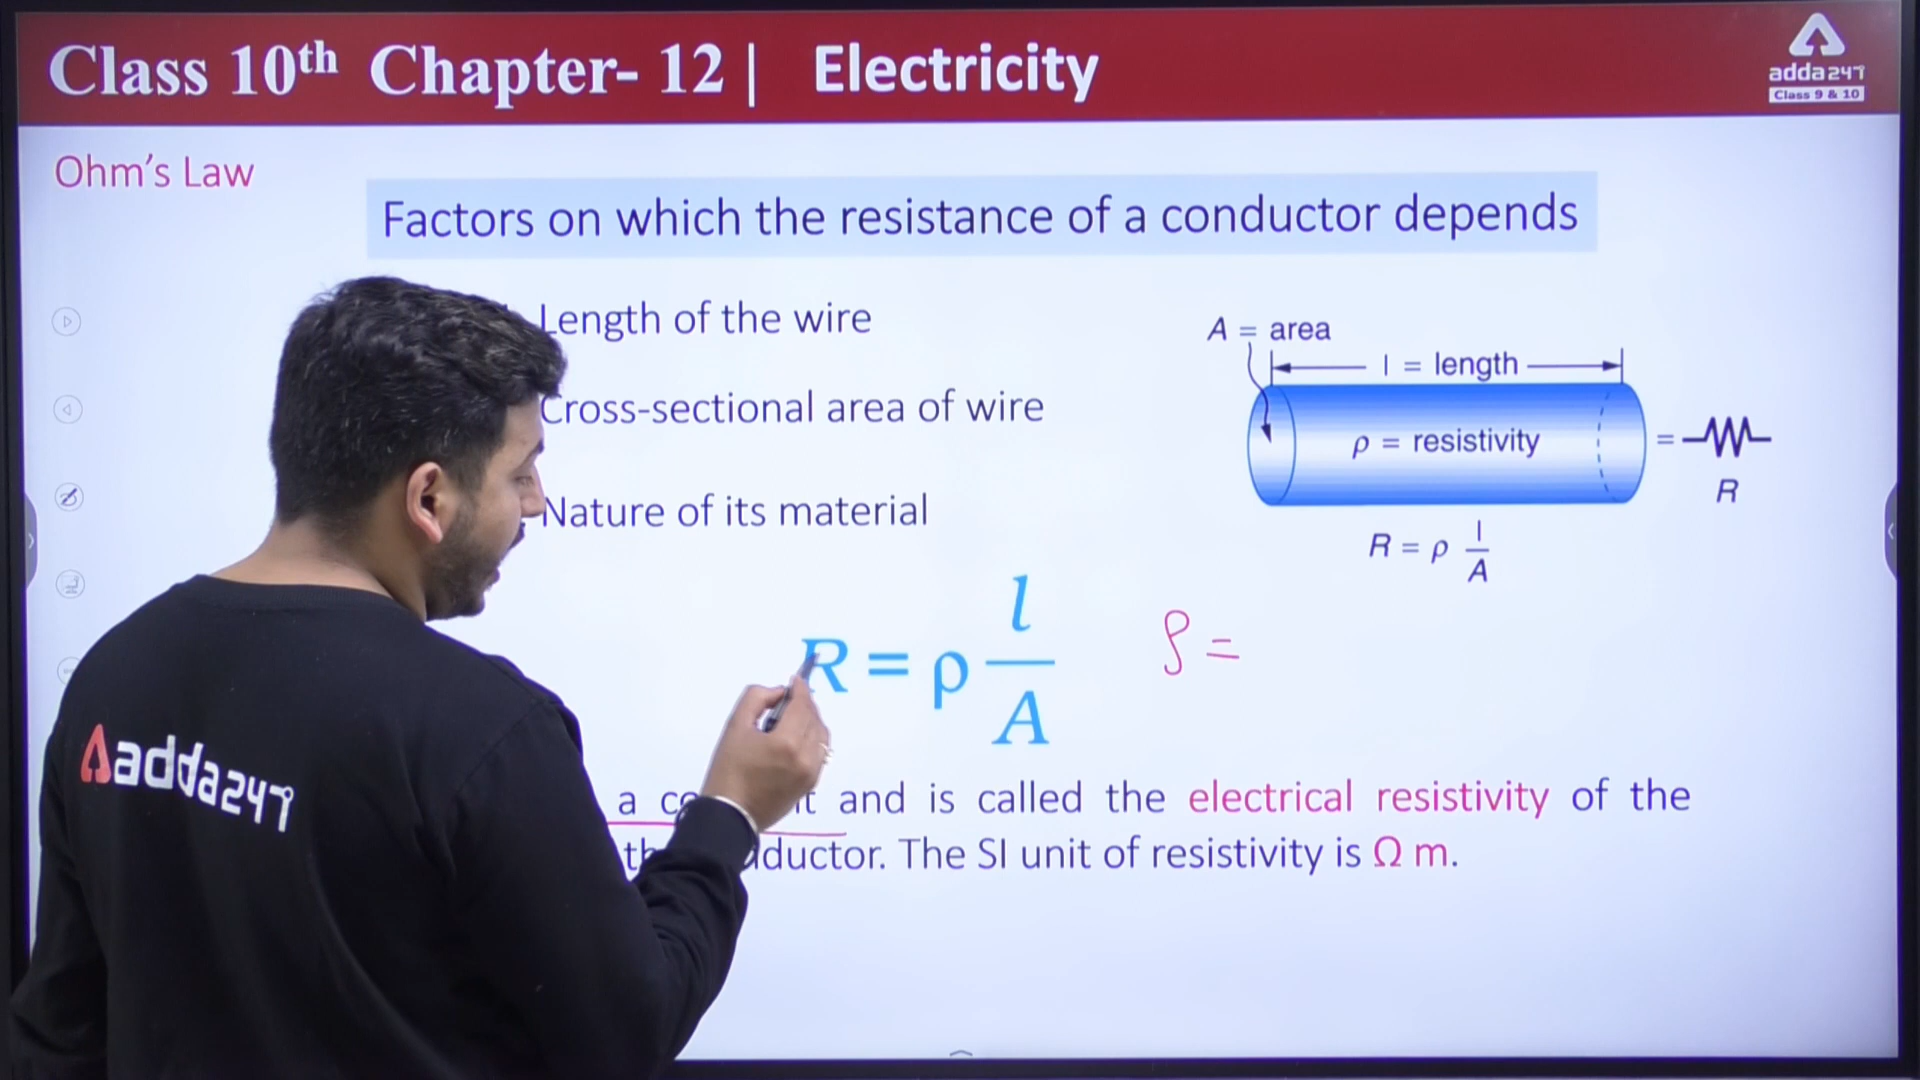 Class 10th Chapter- 12 | Electricity
adda247
Class 9 & 10
Ohm's Law
Factors on which the resistance of a conductor depends
Length of the wire
Cross-sectional area of wire
Nature of its material
A = area
l = length
ρ = resistivity
= R
R = ρ l/A
R = ρ l/A
ρ =
a and is called the electrical resistivity of the
The SI unit of resistivity is Ω m.
adda247